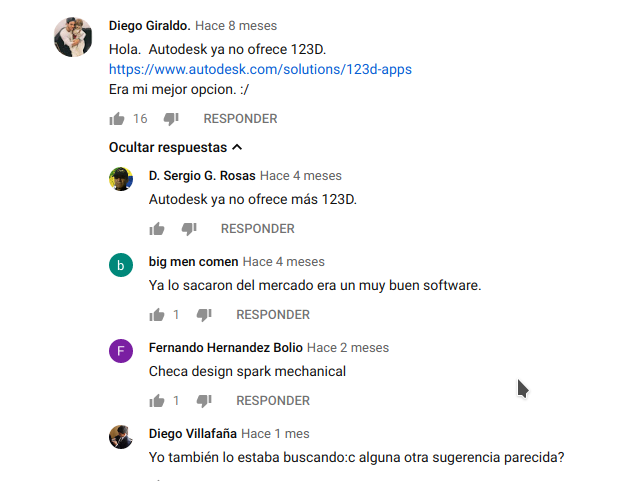 Diego Giraldo. Hace 8 meses
Hola. Autodesk ya no ofrece 123D.
https://www.autodesk.com/solutions/123d-apps
Era mi mejor opcion. :/
16 RESPONDER
Ocultar respuestas
D. Sergio G. Rosas Hace 4 meses
Autodesk ya no ofrece más 123D.
RESPONDER
b
big men comen Hace 4 meses
Ya lo sacaron del mercado era un muy buen software.
1 RESPONDER
F
Fernando Hernandez Bolio Hace 2 meses
Checa design spark mechanical
1 RESPONDER
Diego Villafaña Hace 1 mes
Yo también lo estaba buscando:c alguna otra sugerencia parecida?